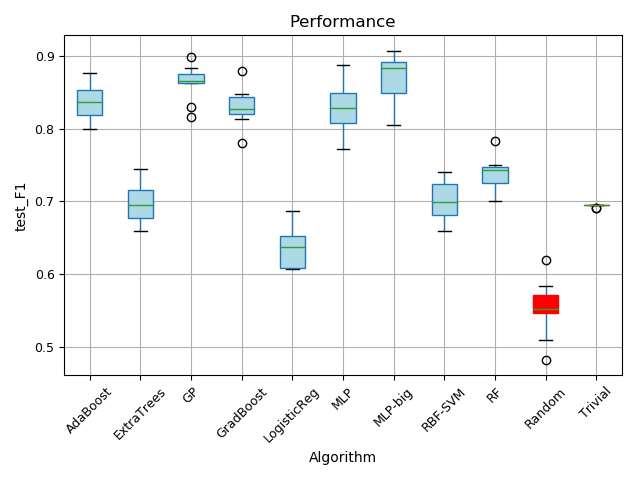 Performance
test_F1
0.9
0.8
0.7
0.6
0.5
AdaBoost
ExtraTrees
GP
GradBoost
LogisticReg
MLP
MLP-big
RBF-SVM
RF
Random
Trivial
Algorithm